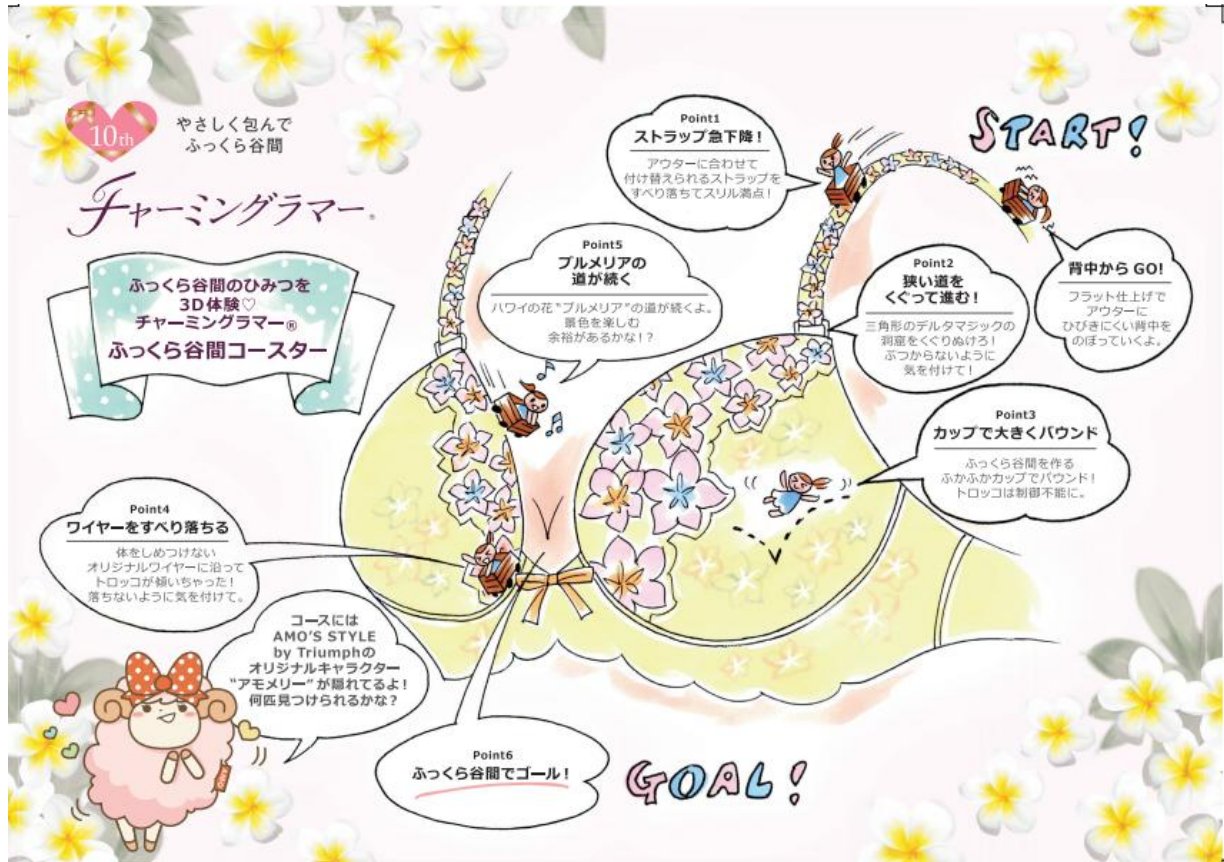 10th
やさしく包んで
ふっくら谷間
チャーミングラマー®
ふっくら谷間のひみつを
3D体験♡
チャーミングラマー®
ふっくら谷間コースター
START!
背中から GO!
フラット仕上げで
アウターに
ひびきにくい背中を
のぼっていくよ。
Point1
ストラップ急下降！
アウターに合わせて
付け替えられるストラップを
すべり落ちてスリル満点！
Point2
狭い道を
くぐって進む！
三角形のデルタマジックの
洞窟をくぐりぬけろ！
ぶつからないように
気を付けて！
Point3
カップで大きくバウンド
ふっくら谷間を作る
ふかふかカップでバウンド！
トロッコは制御不能に。
Point4
ワイヤーをすべり落ちる
体をしめつけない
オリジナルワイヤーに沿って
トロッコが傾いちゃった！
落ちないように気を付けて。
Point5
プルメリアの
道が続く
ハワイの花“プルメリア”の道が続くよ。
景色を楽しむ
余裕があるかな！？
Point6
ふっくら谷間でゴール！
GOAL!
コースには
AMO'S STYLE
by Triumphの
オリジナルキャラクター
“アモメリー”が隠れてるよ！
何匹見つけられるかな？